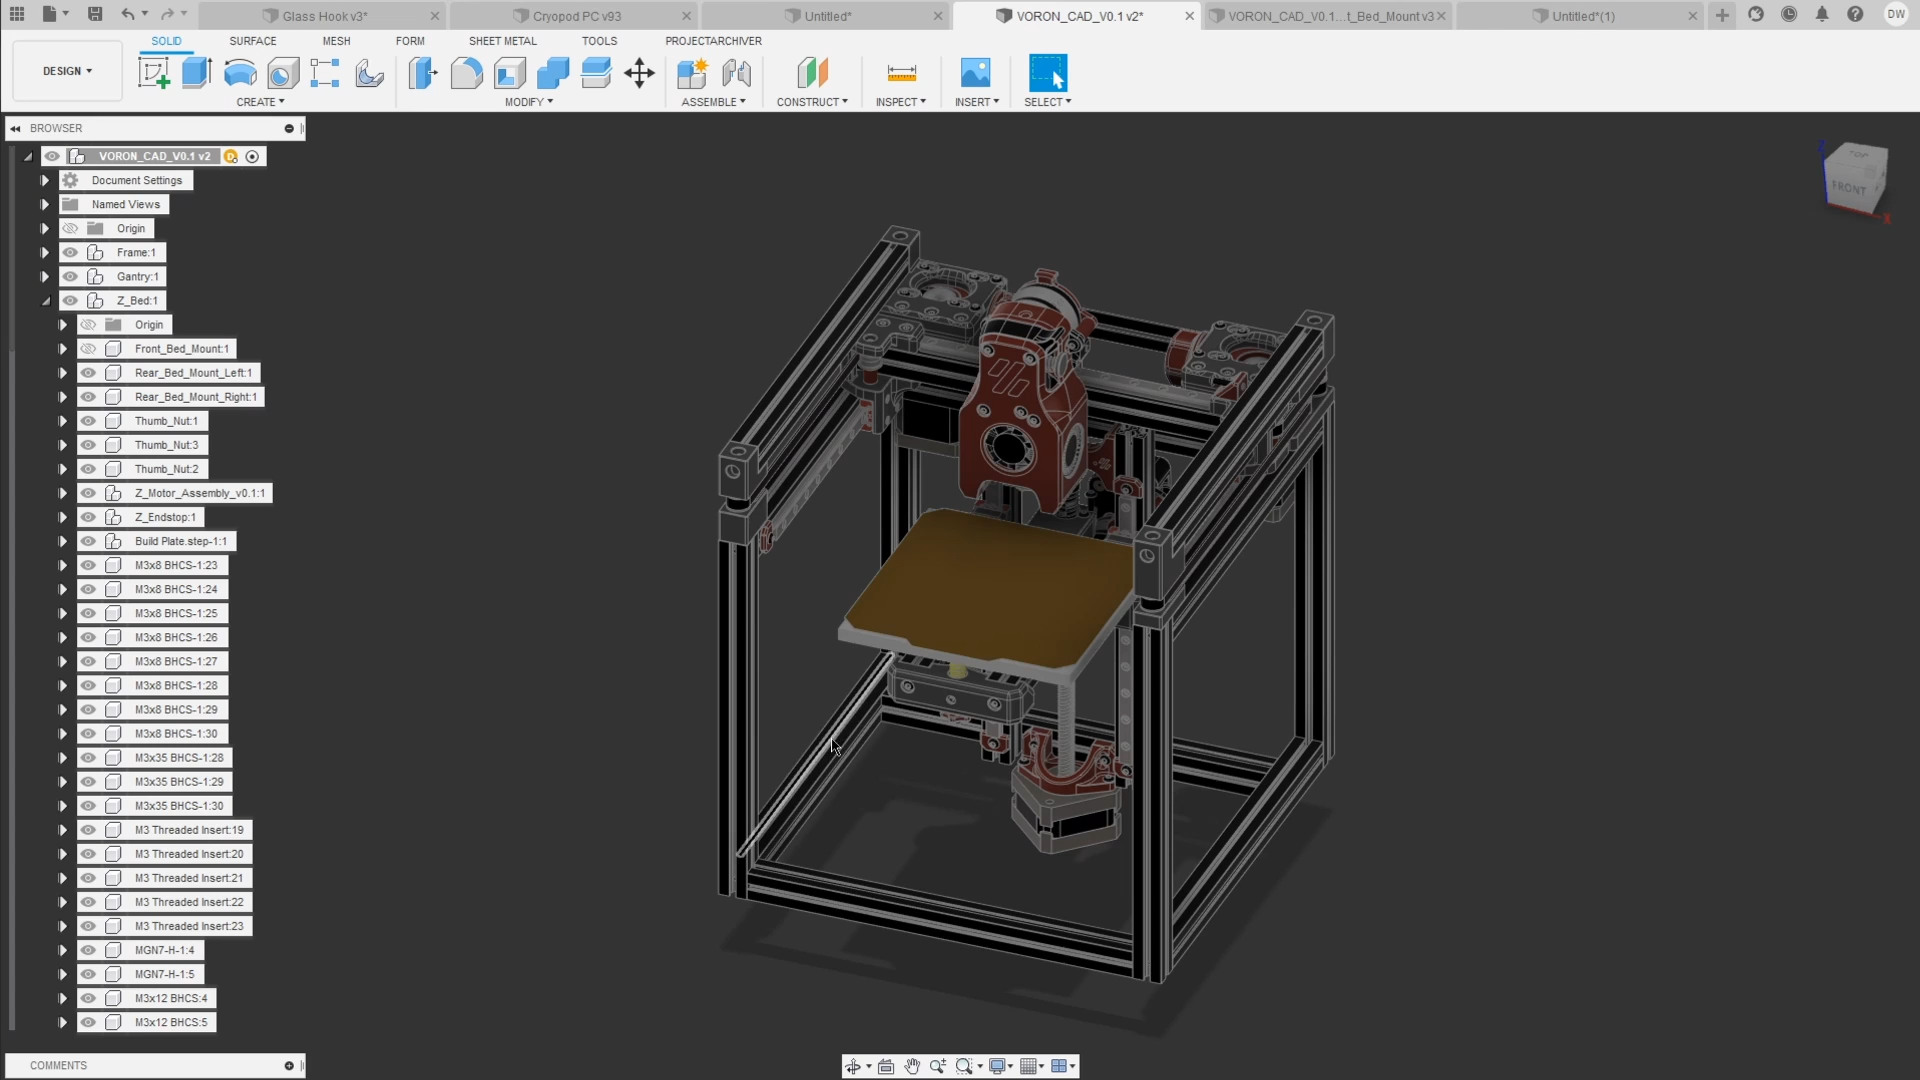 Glass Hook v3*
Cryopod PC v93
Untitled*
VORON_CAD_V0.1 v2*
VORON_CAD_V0.1...t_Bed_Mount v3
Untitled*(1)
DW
DESIGN
SOLID
SURFACE
MESH
FORM
SHEET METAL
TOOLS
PROJECTARCHIVER
CREATE
MODIFY
ASSEMBLE
CONSTRUCT
INSPECT
INSERT
SELECT
BROWSER
VORON_CAD_V0.1 v2
Document Settings
Named Views
Origin
Frame:1
Gantry:1
Z_Bed:1
Origin
Front_Bed_Mount:1
Rear_Bed_Mount_Left:1
Rear_Bed_Mount_Right:1
Thumb_Nut:1
Thumb_Nut:3
Thumb_Nut:2
Z_Motor_Assembly_v0.1:1
Z_Endstop:1
Build Plate.step-1:1
M3x8 BHCS-1:23
M3x8 BHCS-1:24
M3x8 BHCS-1:25
M3x8 BHCS-1:26
M3x8 BHCS-1:27
M3x8 BHCS-1:28
M3x8 BHCS-1:29
M3x8 BHCS-1:30
M3x35 BHCS-1:28
M3x35 BHCS-1:29
M3x35 BHCS-1:30
M3 Threaded Insert:19
M3 Threaded Insert:20
M3 Threaded Insert:21
M3 Threaded Insert:22
M3 Threaded Insert:23
MGN7-H-1:4
MGN7-H-1:5
M3x12 BHCS:4
M3x12 BHCS:5
COMMENTS
Z
TOP
FRONT
X